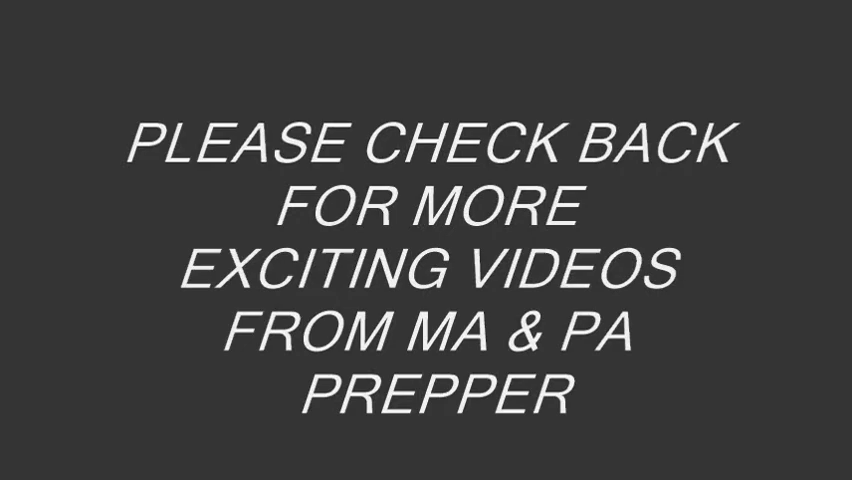 PLEASE CHECK BACK
FOR MORE
EXCITING VIDEOS
FROM MA & PA
PREPPER